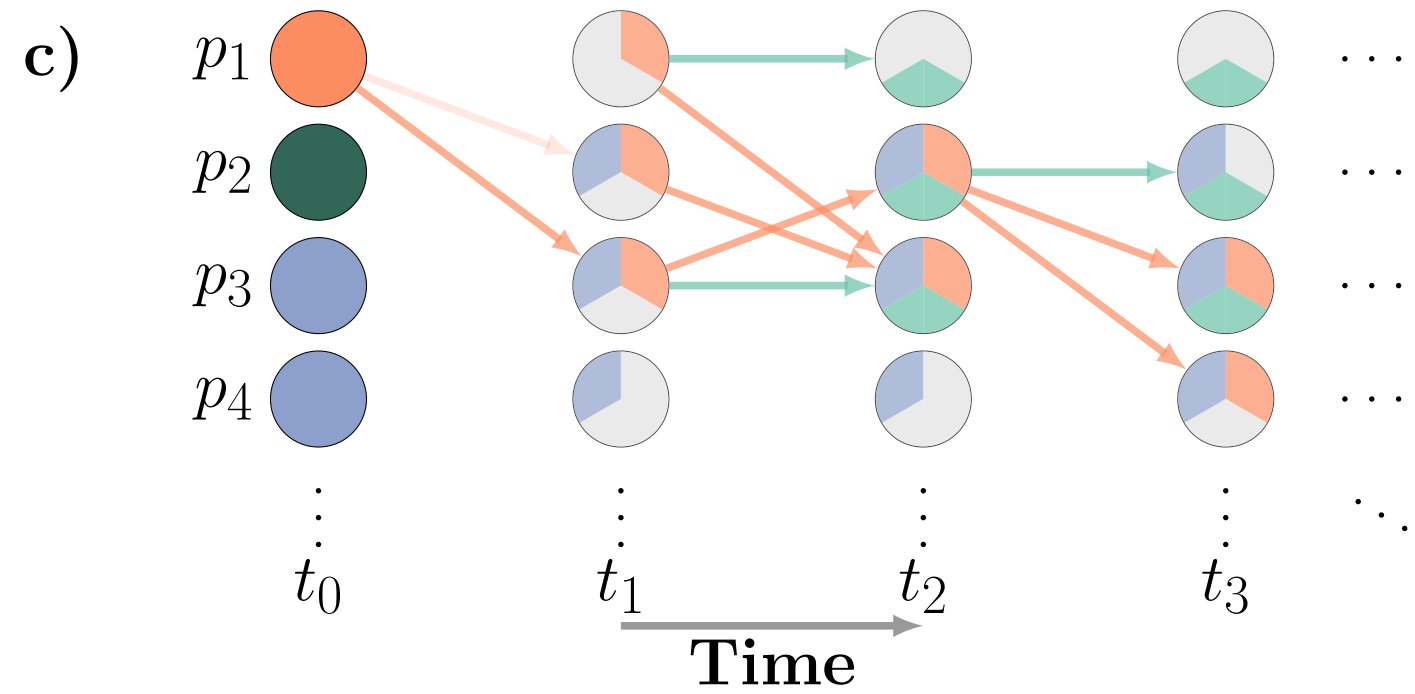 c)
p₁ ···
p₂ ···
p₃ ···
p₄ ···
⋮ ⋮ ⋮ ⋮ ⋱
t₀ t₁ t₂ t₃
Time